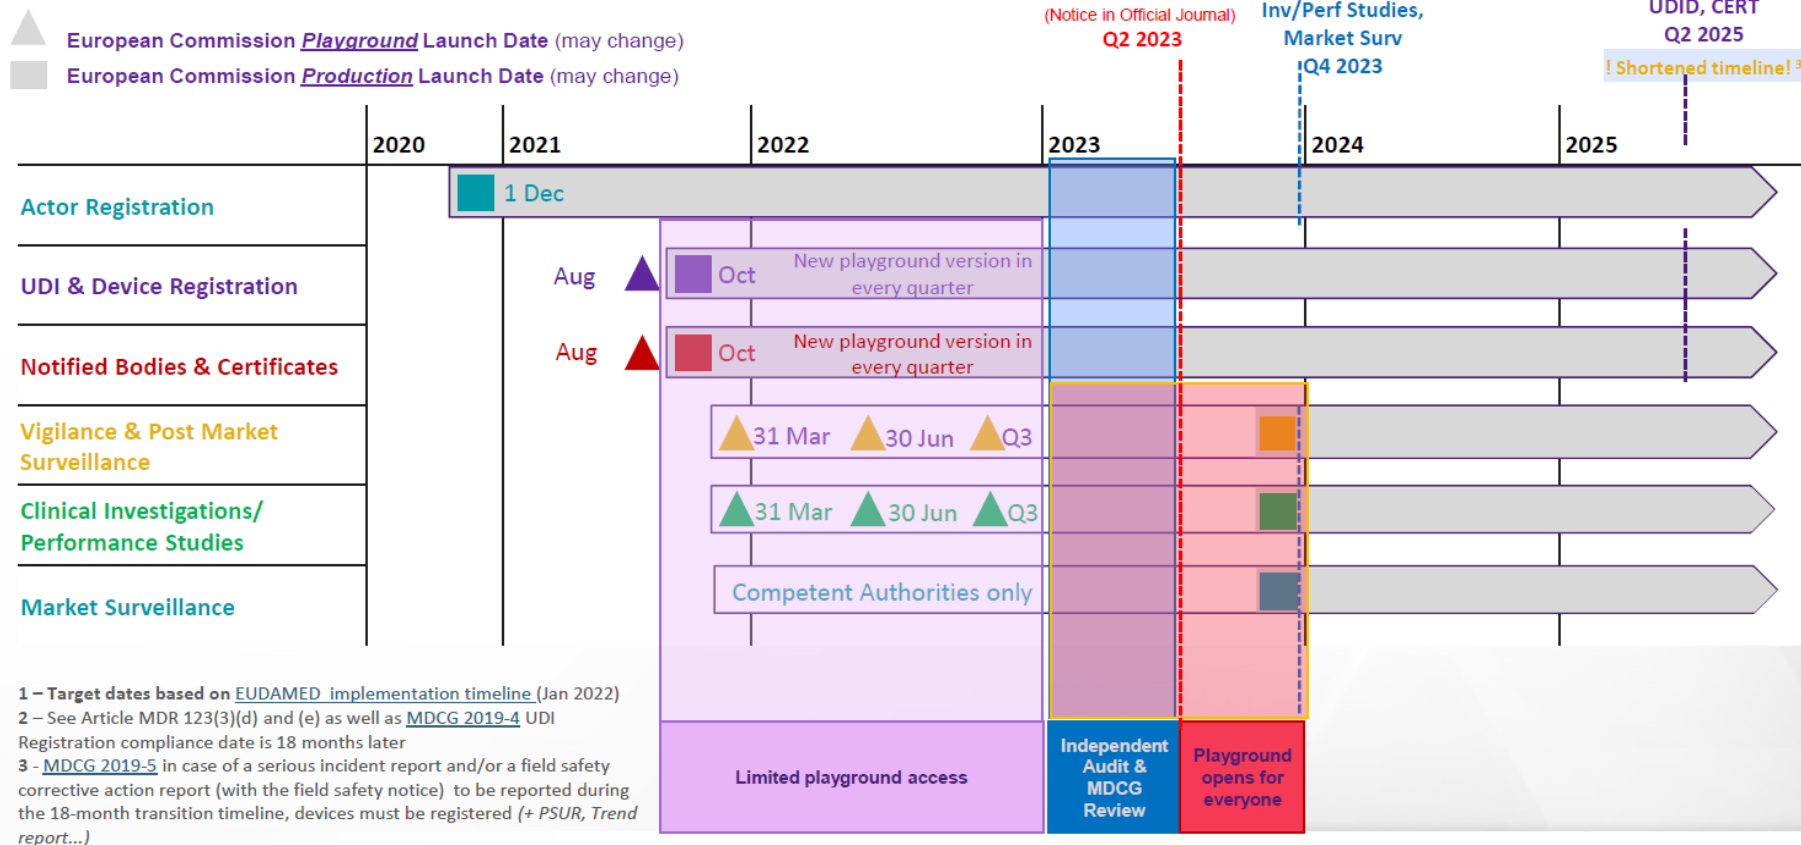 European Commission Playground Launch Date (may change)
European Commission Production Launch Date (may change)
(Notice in Official Journal)
Q2 2023
Inv/Perf Studies,
Market Surv
Q4 2023
UDID, CERT
Q2 2025
! Shortened timeline! 3
2020
2021
2022
2023
2024
2025
Actor Registration
1 Dec
UDI & Device Registration
Aug
Oct
New playground version in
every quarter
Notified Bodies & Certificates
Aug
Oct
New playground version in
every quarter
Vigilance & Post Market
Surveillance
31 Mar
30 Jun
Q3
Clinical Investigations/
Performance Studies
31 Mar
30 Jun
Q3
Market Surveillance
Competent Authorities only
1 – Target dates based on EUDAMED implementation timeline (Jan 2022)
2 – See Article MDR 123(3)(d) and (e) as well as MDCG 2019-4 UDI
Registration compliance date is 18 months later
3 - MDCG 2019-5 in case of a serious incident report and/or a field safety
corrective action report (with the field safety notice) to be reported during
the 18-month transition timeline, devices must be registered (+ PSUR, Trend
report...)
Limited playground access
Independent
Audit &
MDCG
Review
Playground
opens for
everyone